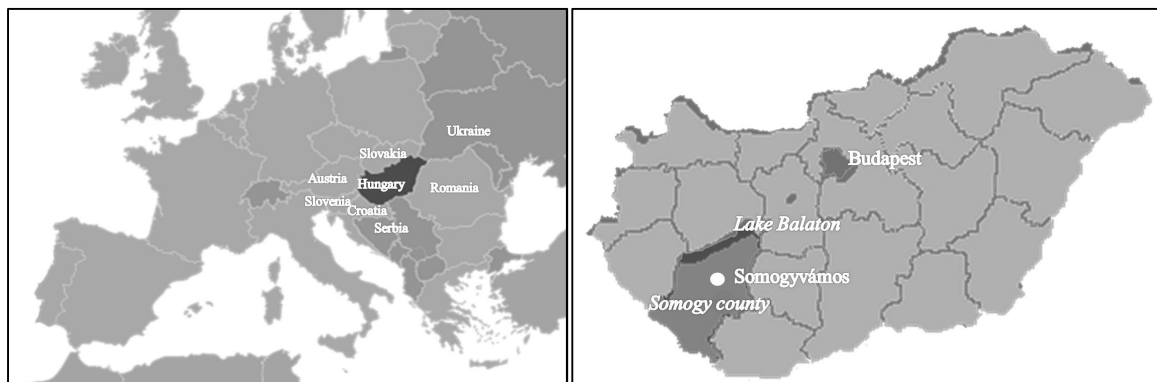 Ukraine
Slovakia
Austria
Hungary
Romania
Slovenia
Croatia
Serbia
Budapest
Lake Balaton
Somogyvámos
Somogy county